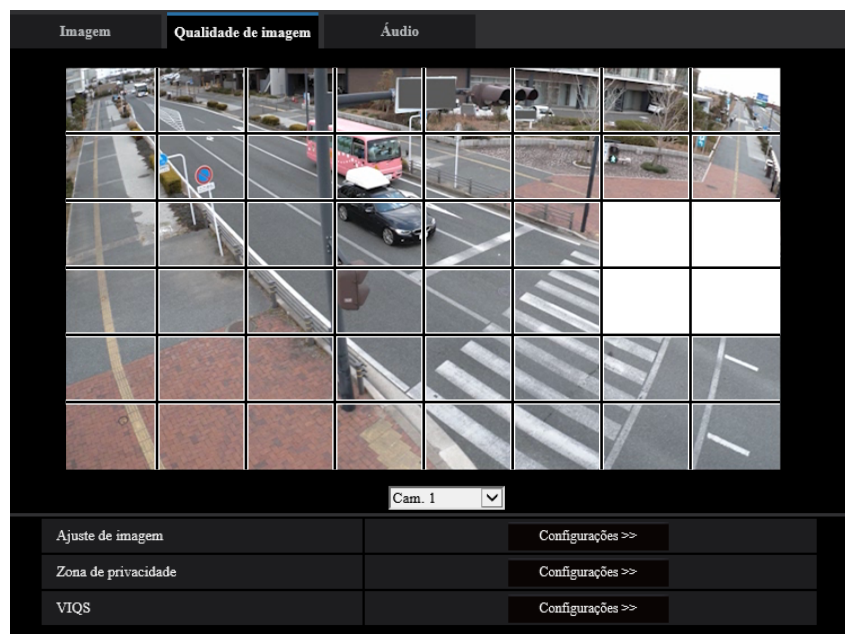 Imagem
Qualidade de imagem
Áudio
Cam. 1
Ajuste de imagem
Configurações >>
Zona de privacidade
Configurações >>
VIQS
Configurações >>